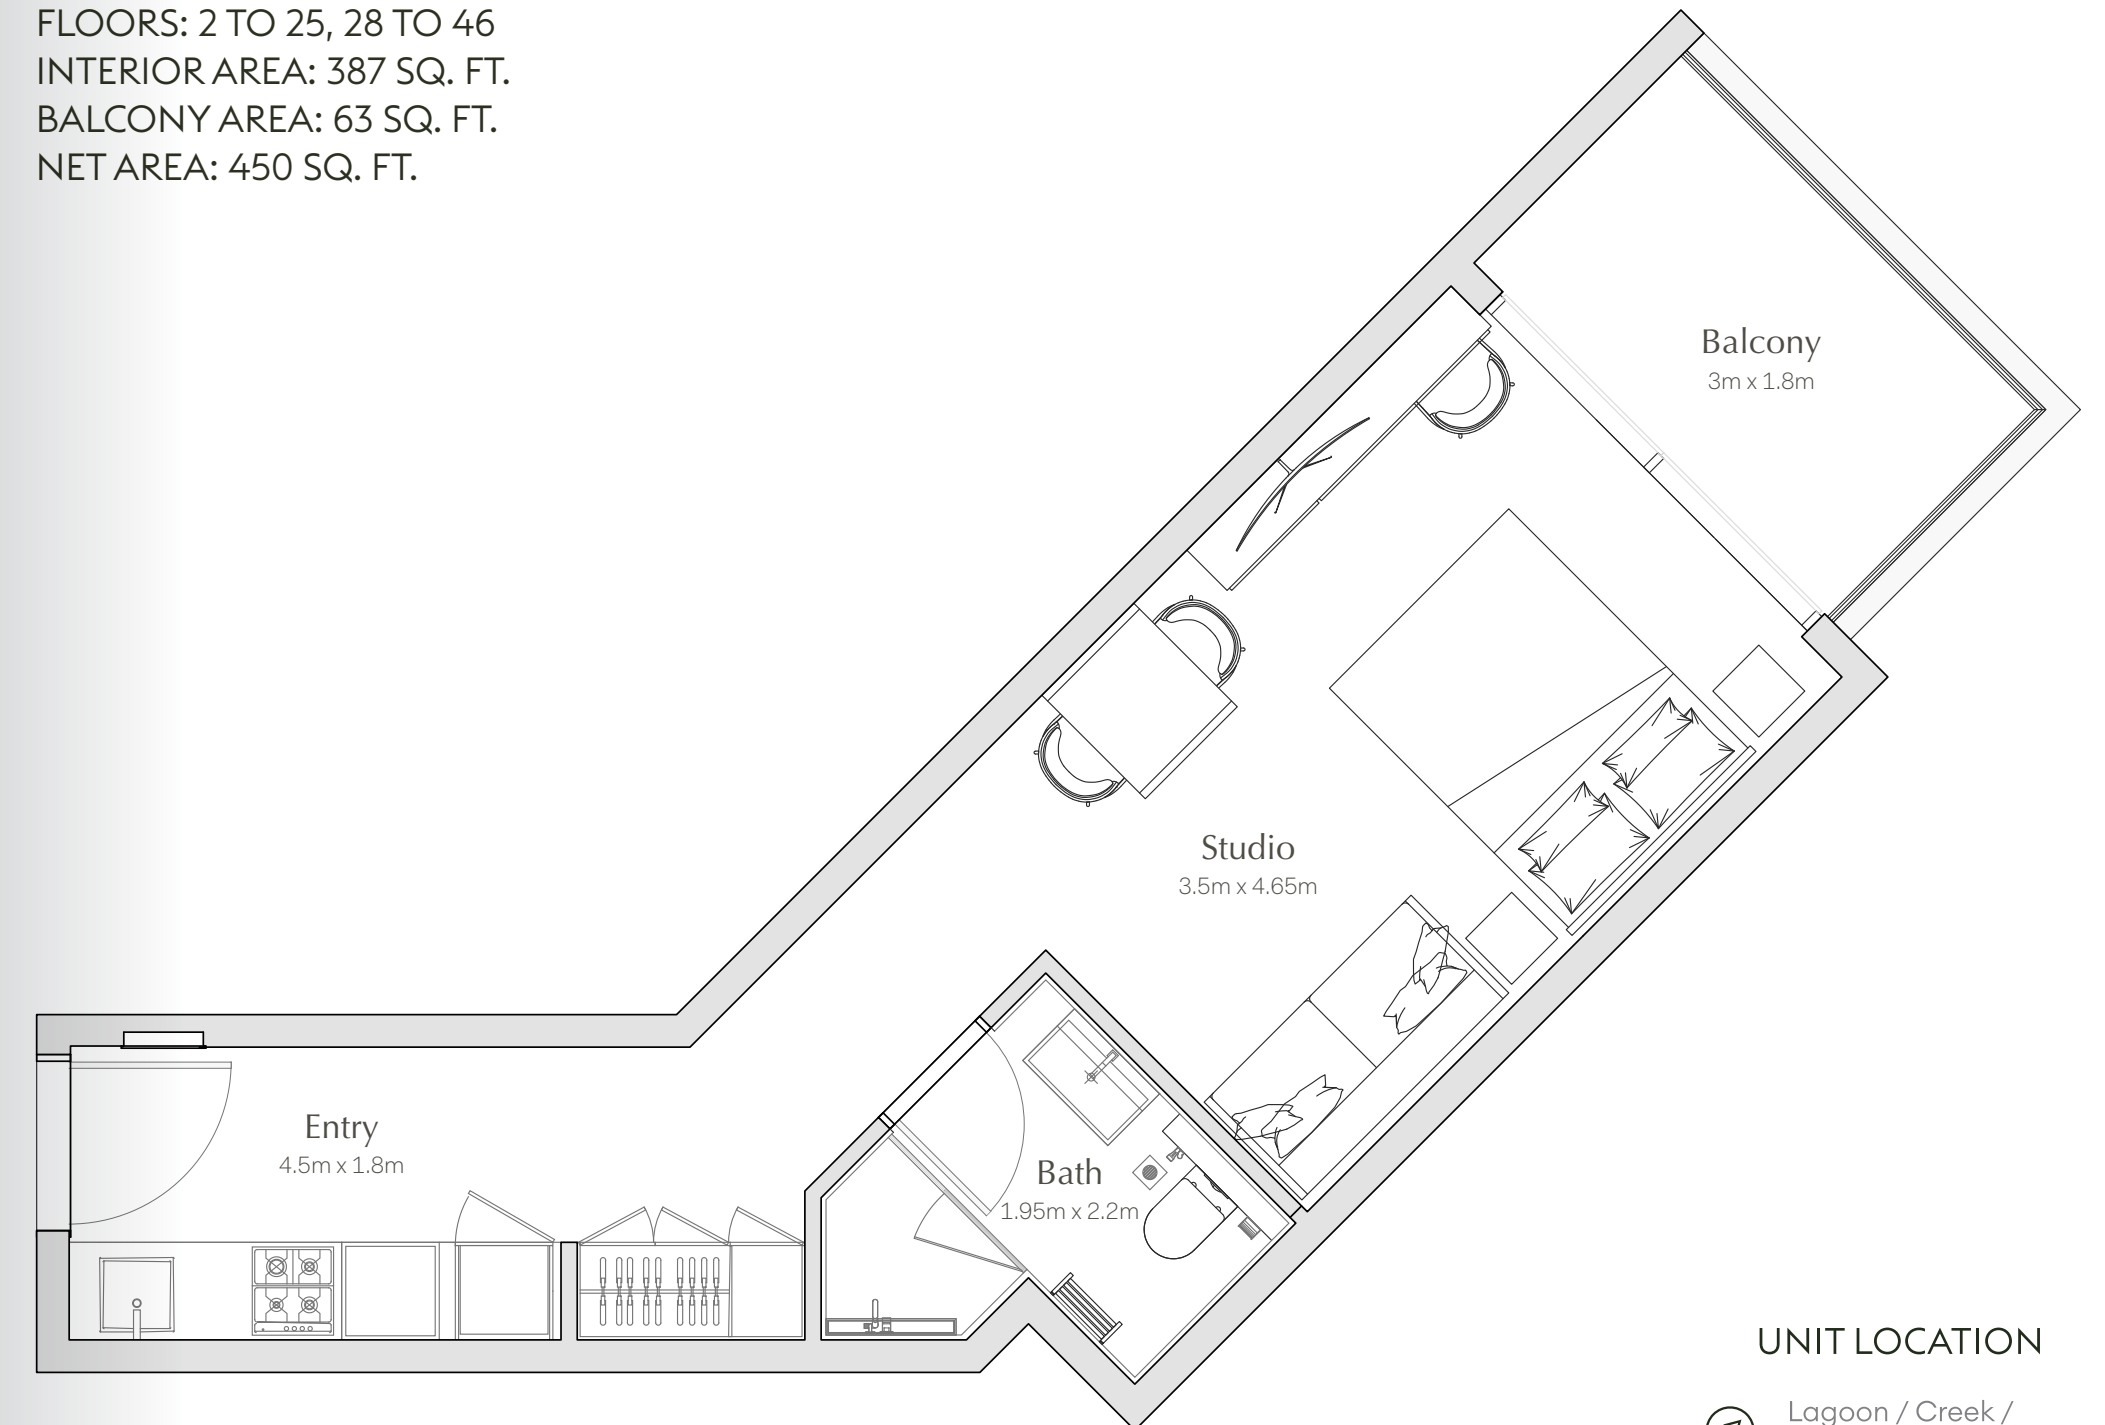 FLOORS: 2 TO 25, 28 TO 46
INTERIOR AREA: 387 SQ. FT.
BALCONY AREA: 63 SQ. FT.
NET AREA: 450 SQ. FT.
Balcony
3m x 1.8m
Studio
3.5m x 4.65m
Entry
4.5m x 1.8m
Bath
1.95m x 2.2m
UNIT LOCATION
Lagoon / Creek /